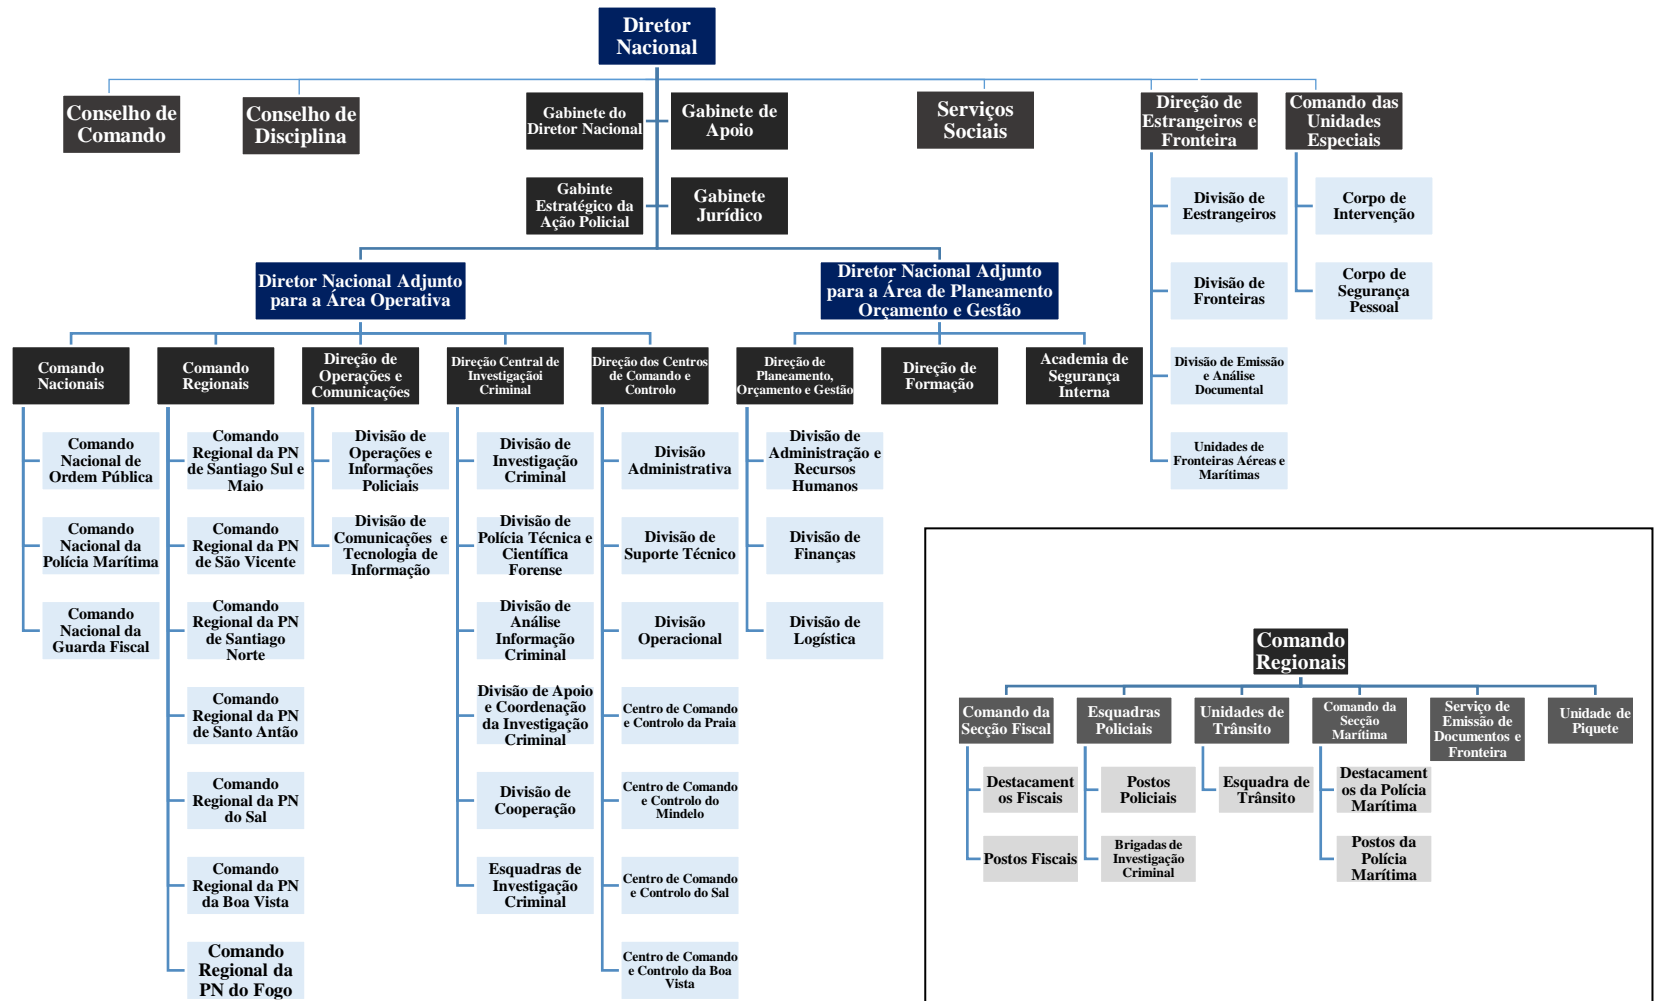 Diretor
Nacional
Conselho de
Comando
Conselho de
Disciplina
Gabinete do
Diretor Nacional
Gabinete de
Apoio
Serviços
Sociais
Direção de
Estrangeiros e
Fronteira
Comando das
Unidades
Especiais
Gabinte
Estratégico da
Ação Policial
Gabinete
Jurídico
Divisão de
Eestrangeiros
Corpo de
Intervenção
Divisão de
Fronteiras
Corpo de
Segurança
Pessoal
Divisão de Emissão
e Análise
Documental
Unidades de
Fronteiras Aéreas e
Marítimas
Diretor Nacional Adjunto
para a Área Operativa
Diretor Nacional Adjunto
para a Área de Planeamento
Orçamento e Gestão
Comando
Nacionais
Comando
Regionais
Direção de
Operações e
Comunicações
Direção Central de
Investigaçãoi
Criminal
Direção dos Centros
de Comando e
Controlo
Direção de
Planeamento,
Orçamento e Gestão
Direção de
Formação
Academia de
Segurança
Interna
Comando
Nacional de
Ordem Pública
Comando
Nacional da
Polícia Marítima
Comando
Nacional da
Guarda Fiscal
Comando
Regional da PN
de Santiago Sul e
Maio
Comando
Regional da PN
de São Vicente
Comando
Regional da PN
de Santiago
Norte
Comando
Regional da PN
de Santo Antão
Comando
Regional da PN
do Sal
Comando
Regional da PN
da Boa Vista
Comando
Regional da
PN do Fogo
Divisão de
Operações e
Informações
Policiais
Divisão de
Comunicações e
Tecnologia de
Informação
Divisão de
Investigação
Criminal
Divisão de
Polícia Técnica e
Científica
Forense
Divisão de
Análise
Informação
Criminal
Divisão de Apoio
e Coordenação
da Investigação
Criminal
Divisão de
Cooperação
Esquadras de
Investigação
Criminal
Divisão
Administrativa
Divisão de
Suporte Técnico
Divisão
Operacional
Centro de Comando
e Controlo da Praia
Centro de Comando
e Controlo do
Mindelo
Centro de Comando
e Controlo do Sal
Centro de Comando
e Controlo da Boa
Vista
Divisão de
Administração e
Recursos
Humanos
Divisão de
Finanças
Divisão de
Logística
Comando
Regionais
Comando da
Secção Fiscal
Esquadras
Policiais
Unidades de
Trânsito
Comando da
Secção
Marítima
Serviço de
Emissão de
Documentos e
Fronteira
Unidade de
Piquete
Destacament
os Fiscais
Postos
Policiais
Esquadra de
Trânsito
Destacament
os da Polícia
Marítima
Postos Fiscais
Brigadas de
Investigação
Criminal
Postos da
Polícia
Marítima